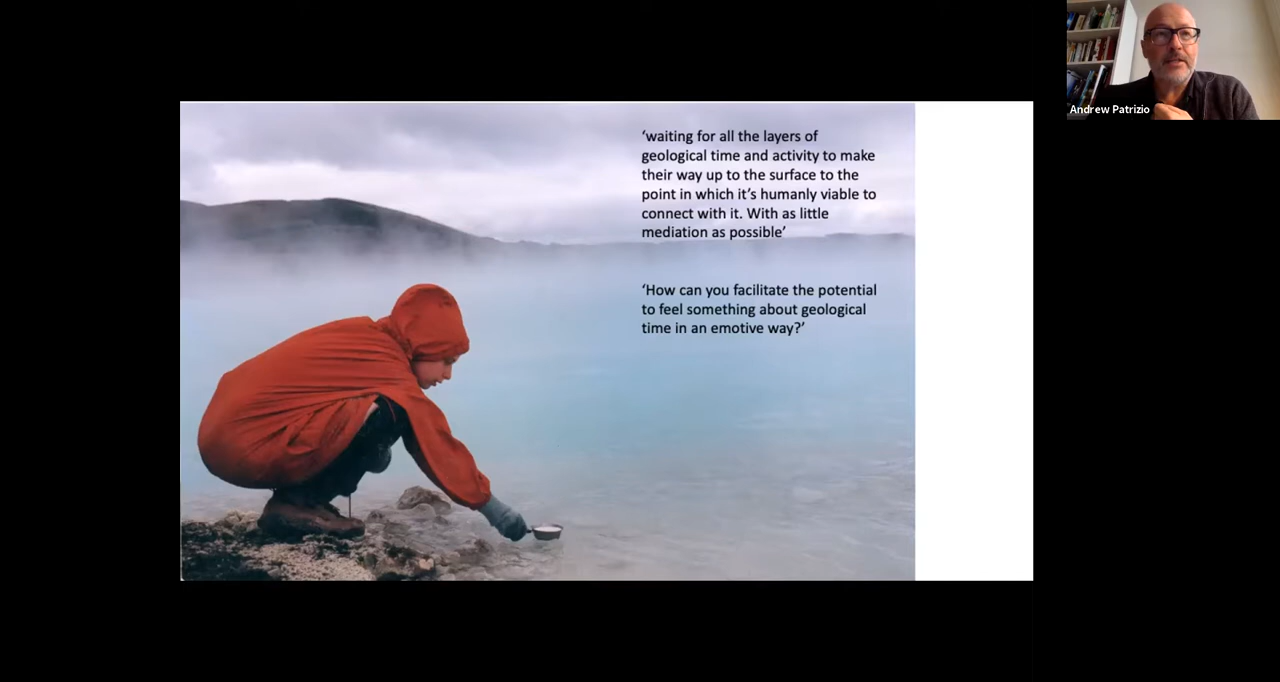 ‘waiting for all the layers of
geological time and activity to make
their way up to the surface to the
point in which it’s humanly viable to
connect with it. With as little
mediation as possible’
‘How can you facilitate the potential
to feel something about geological
time in an emotive way?’
Andrew Patrizio